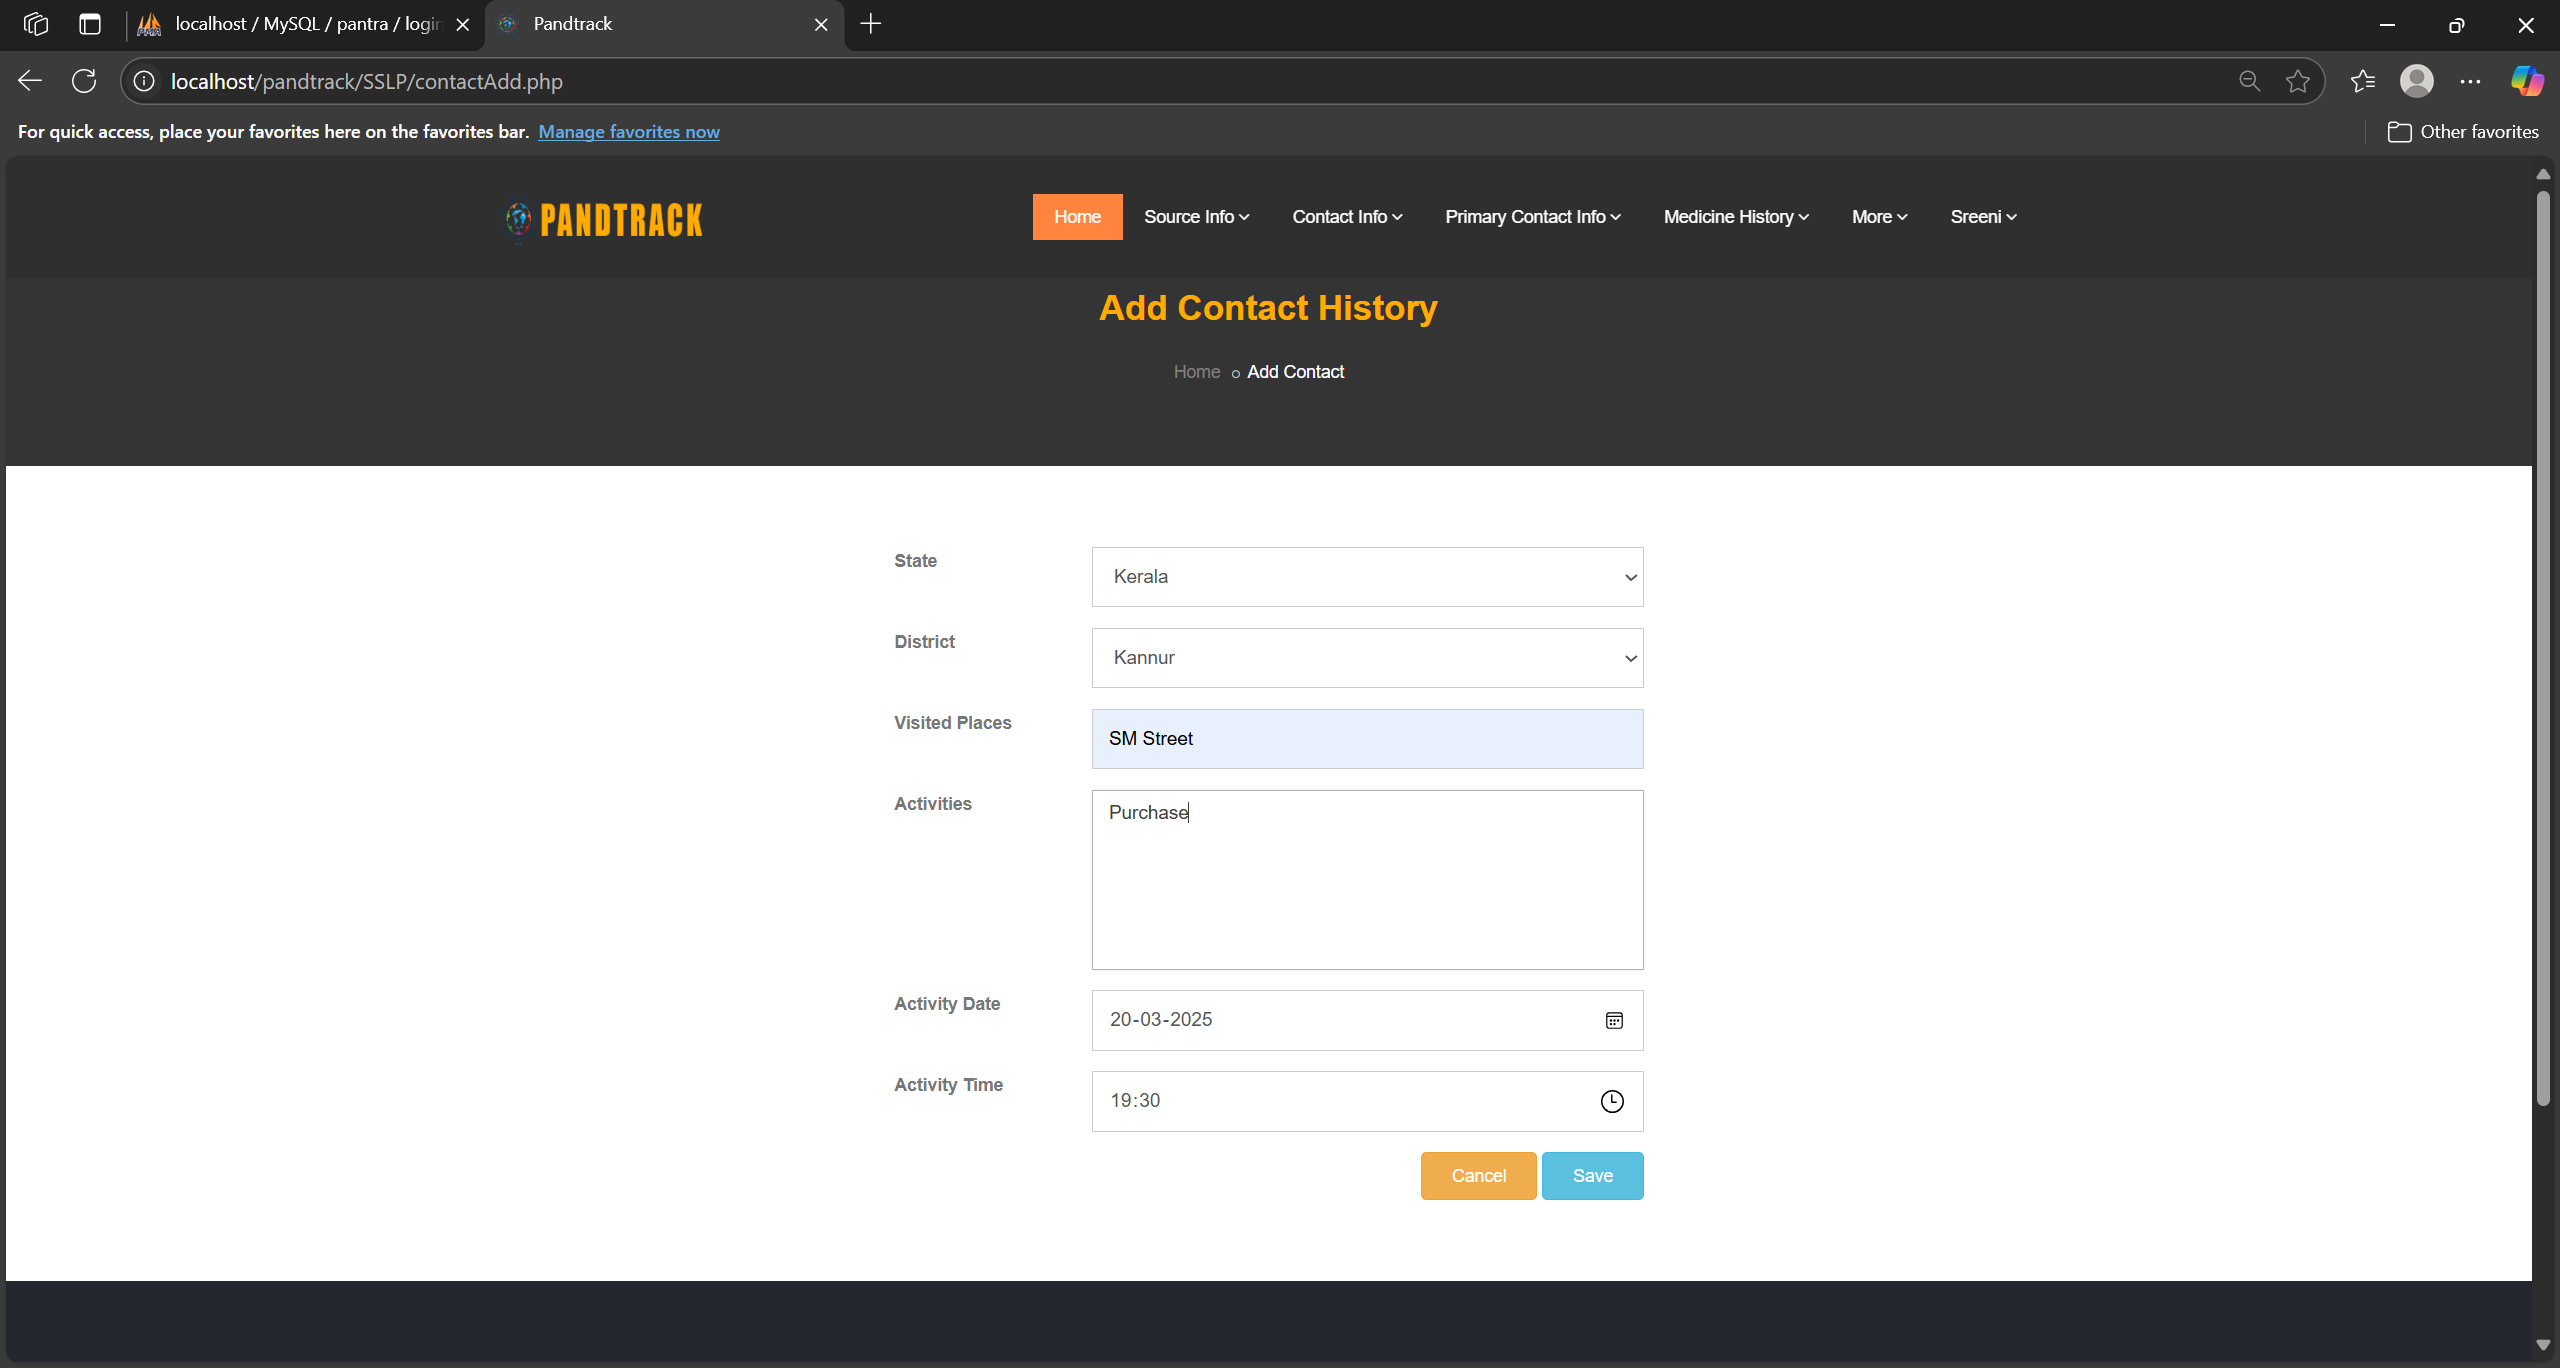 localhost / MySQL / pantra / login
Pandtrack
localhost/pandtrack/SSLP/contactAdd.php
For quick access, place your favorites here on the favorites bar. Manage favorites now
Other favorites
PANDTRACK
Home Source Info Contact Info Primary Contact Info Medicine History More Sreeni
Add Contact History
Home Add Contact
State
Kerala
District
Kannur
Visited Places
SM Street
Activities
Purchase
Activity Date
20-03-2025
Activity Time
19:30
Cancel Save